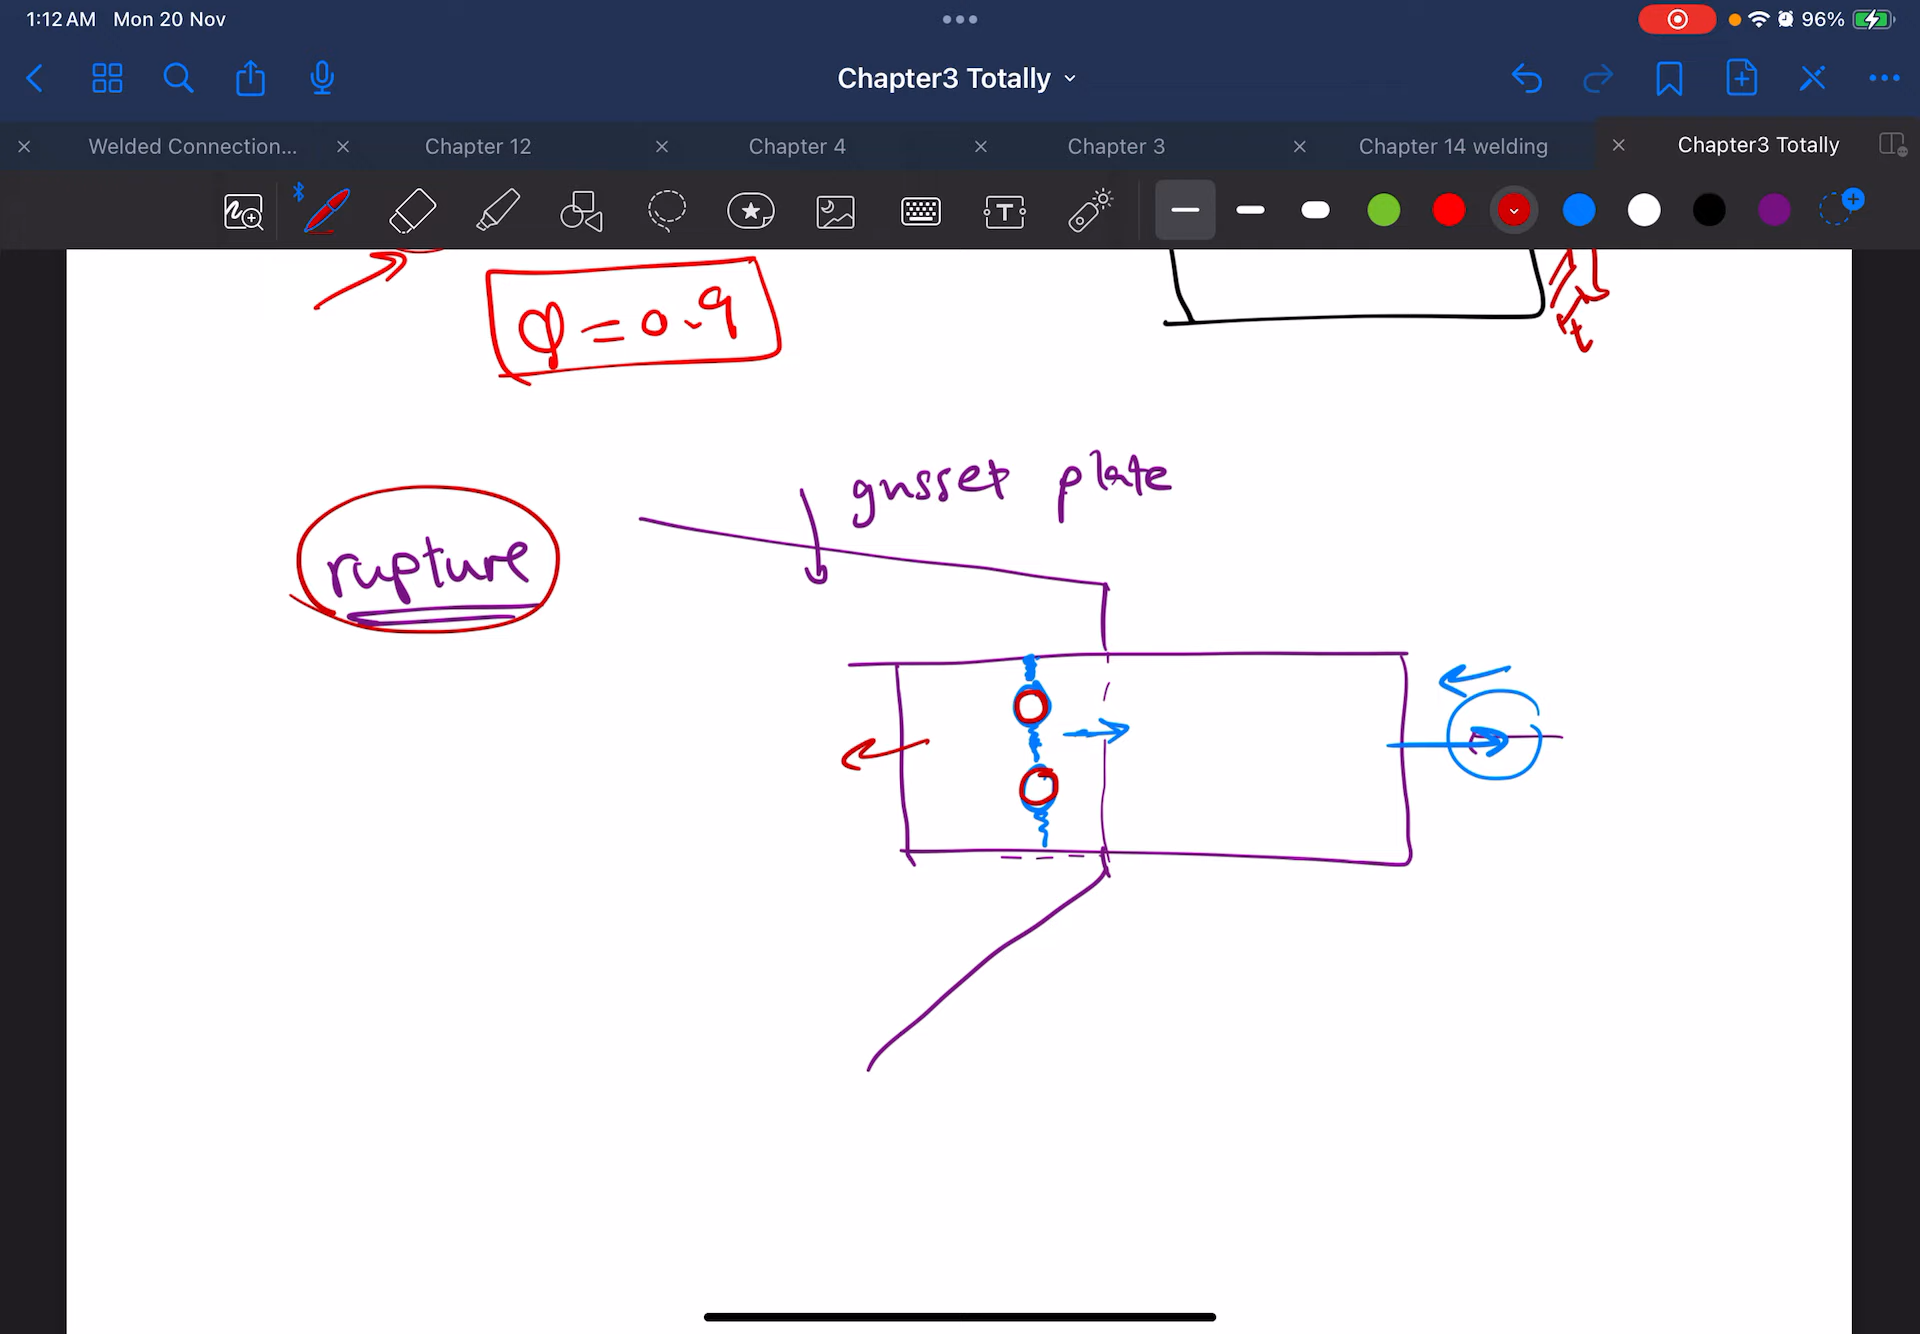 1:12 AM Mon 20 Nov
96%
Chapter3 Totally
Welded Connection...
Chapter 12
Chapter 4
Chapter 3
Chapter 14 welding
Chapter3 Totally
T
φ = 0.9
t
gusset plate
rupture